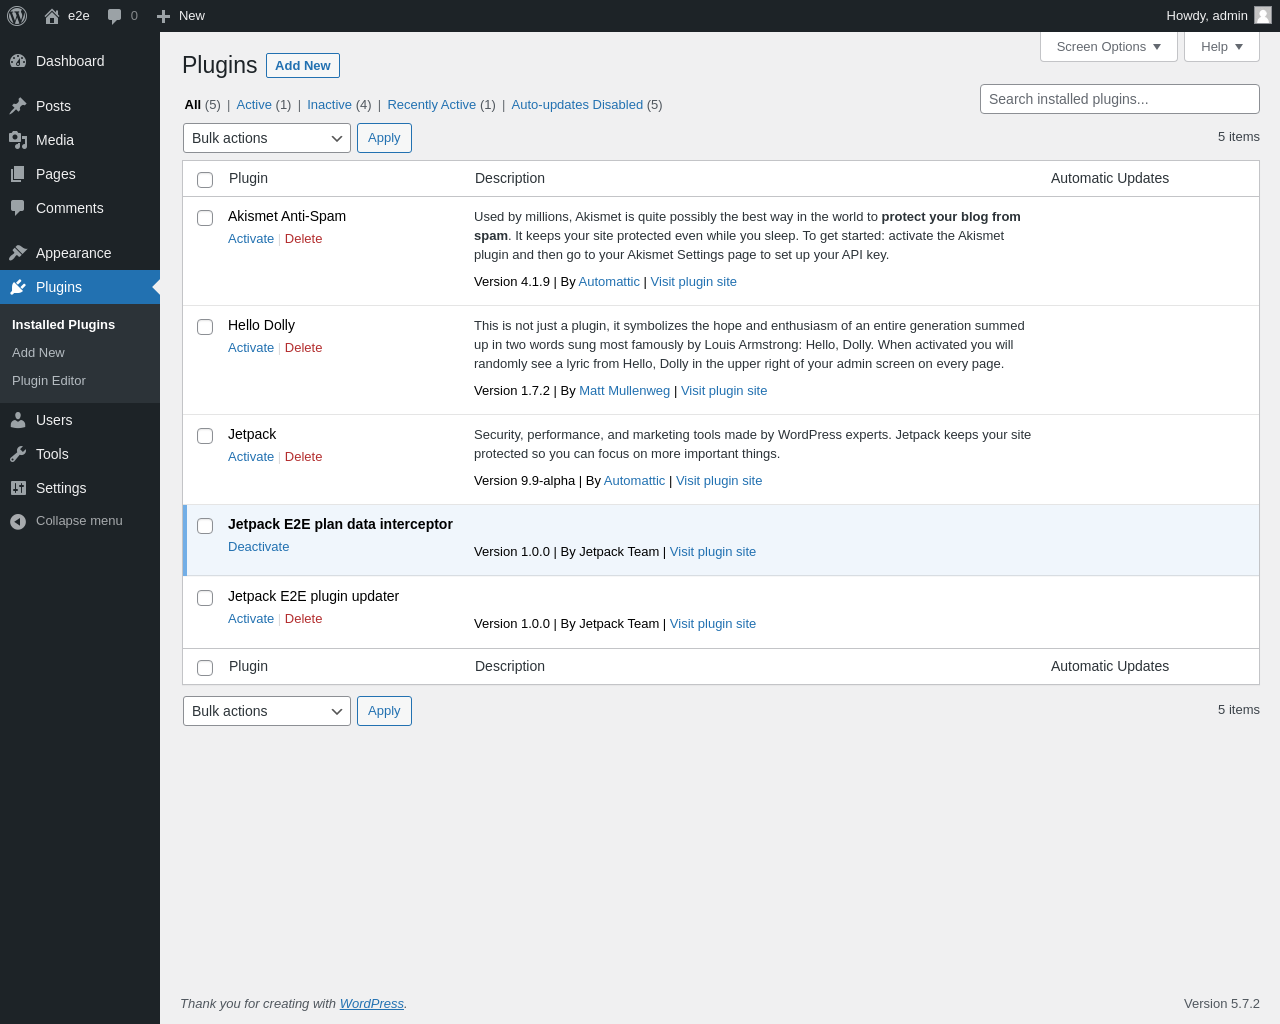 e2e 0 New Howdy, admin
Screen Options Help
Dashboard
Posts
Media
Pages
Comments
Appearance
Plugins
Installed Plugins
Add New
Plugin Editor
Users
Tools
Settings
Collapse menu
Plugins Add New
All (5) | Active (1) | Inactive (4) | Recently Active (1) | Auto-updates Disabled (5)
Search installed plugins...
Bulk actions Apply 5 items
Plugin Description Automatic Updates
Akismet Anti-Spam
Activate | Delete
Used by millions, Akismet is quite possibly the best way in the world to protect your blog from
spam. It keeps your site protected even while you sleep. To get started: activate the Akismet
plugin and then go to your Akismet Settings page to set up your API key.
Version 4.1.9 | By Automattic | Visit plugin site
Hello Dolly
Activate | Delete
This is not just a plugin, it symbolizes the hope and enthusiasm of an entire generation summed
up in two words sung most famously by Louis Armstrong: Hello, Dolly. When activated you will
randomly see a lyric from Hello, Dolly in the upper right of your admin screen on every page.
Version 1.7.2 | By Matt Mullenweg | Visit plugin site
Jetpack
Activate | Delete
Security, performance, and marketing tools made by WordPress experts. Jetpack keeps your site
protected so you can focus on more important things.
Version 9.9-alpha | By Automattic | Visit plugin site
Jetpack E2E plan data interceptor
Deactivate
Version 1.0.0 | By Jetpack Team | Visit plugin site
Jetpack E2E plugin updater
Activate | Delete
Version 1.0.0 | By Jetpack Team | Visit plugin site
Plugin Description Automatic Updates
Bulk actions Apply 5 items
Thank you for creating with WordPress. Version 5.7.2